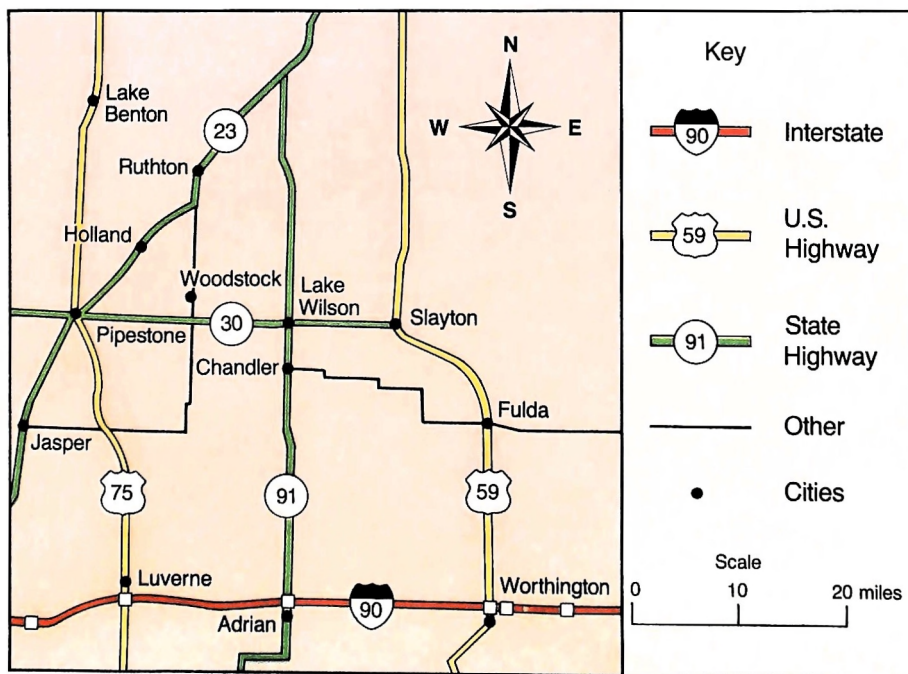 Lake
Benton
23
Ruthton
Holland
Woodstock
Lake
Wilson
30
Slayton
Pipestone
Chandler
Fulda
Jasper
75
91
59
Luverne
Worthington
90
Adrian
N
W
E
S
Key
90
Interstate
59
U.S.
Highway
91
State
Highway
Other
Cities
Scale
0
10
20 miles